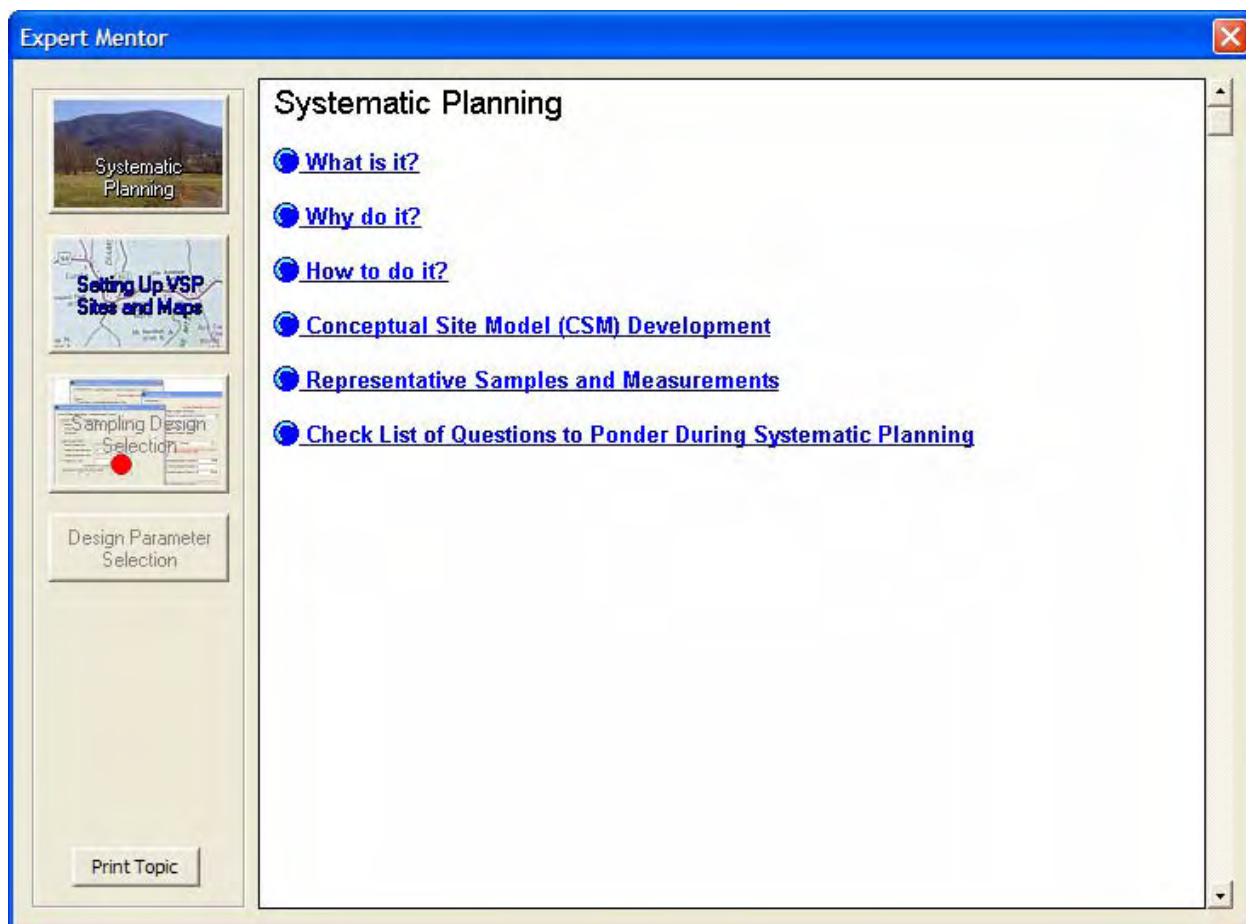 Expert Mentor
Systematic
Planning
Setting Up VSP
Sites and Maps
Sampling Design
Selection
Design Parameter
Selection
Print Topic
Systematic Planning
What is it?
Why do it?
How to do it?
Conceptual Site Model (CSM) Development
Representative Samples and Measurements
Check List of Questions to Ponder During Systematic Planning